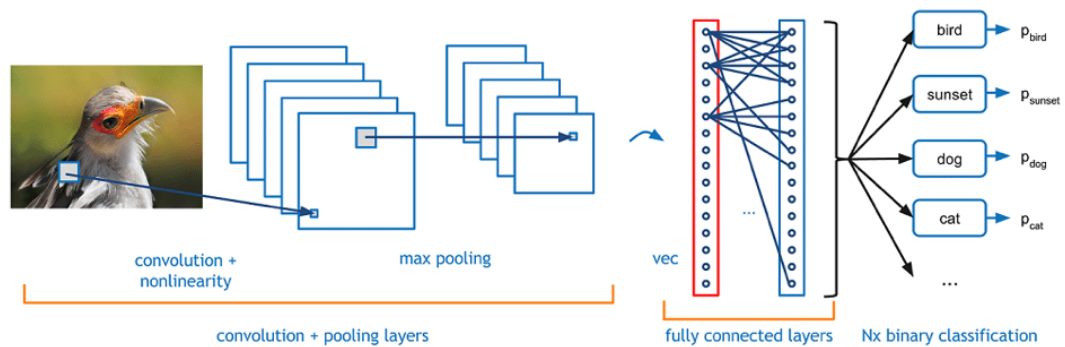 convolution +
nonlinearity
max pooling
convolution + pooling layers
vec
...
fully connected layers
bird
p_bird
sunset
p_sunset
dog
p_dog
cat
p_cat
...
Nx binary classification